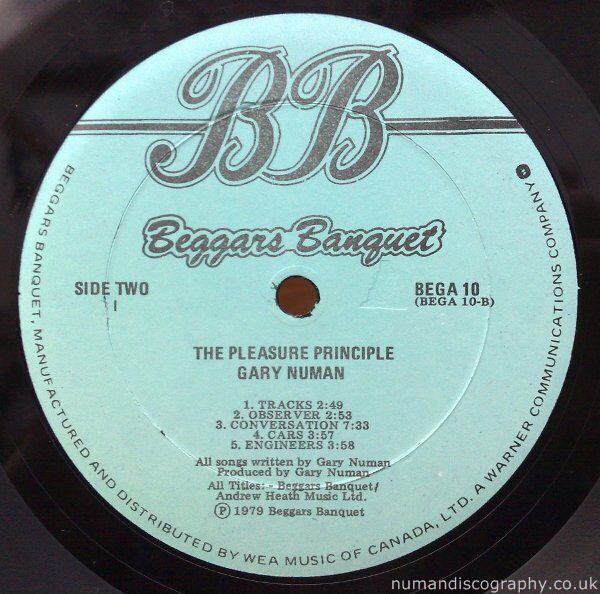 BB
Beggars Banquet
SIDE TWO
I
BEGA 10
(BEGA 10-B)
THE PLEASURE PRINCIPLE
GARY NUMAN
1. TRACKS 2:49
2. OBSERVER 2:53
3. CONVERSATION 7:33
4. CARS 3:57
5. ENGINEERS 3:58
All songs written by Gary Numan
Produced by Gary Numan
All Titles: - Beggars Banquet/
Andrew Heath Music Ltd.
Ⓟ 1979 Beggars Banquet
BEGGARS BANQUET, MANUFACTURED AND DISTRIBUTED BY WEA MUSIC OF CANADA, LTD. A WARNER COMMUNICATIONS COMPANY
numandiscography.co.uk